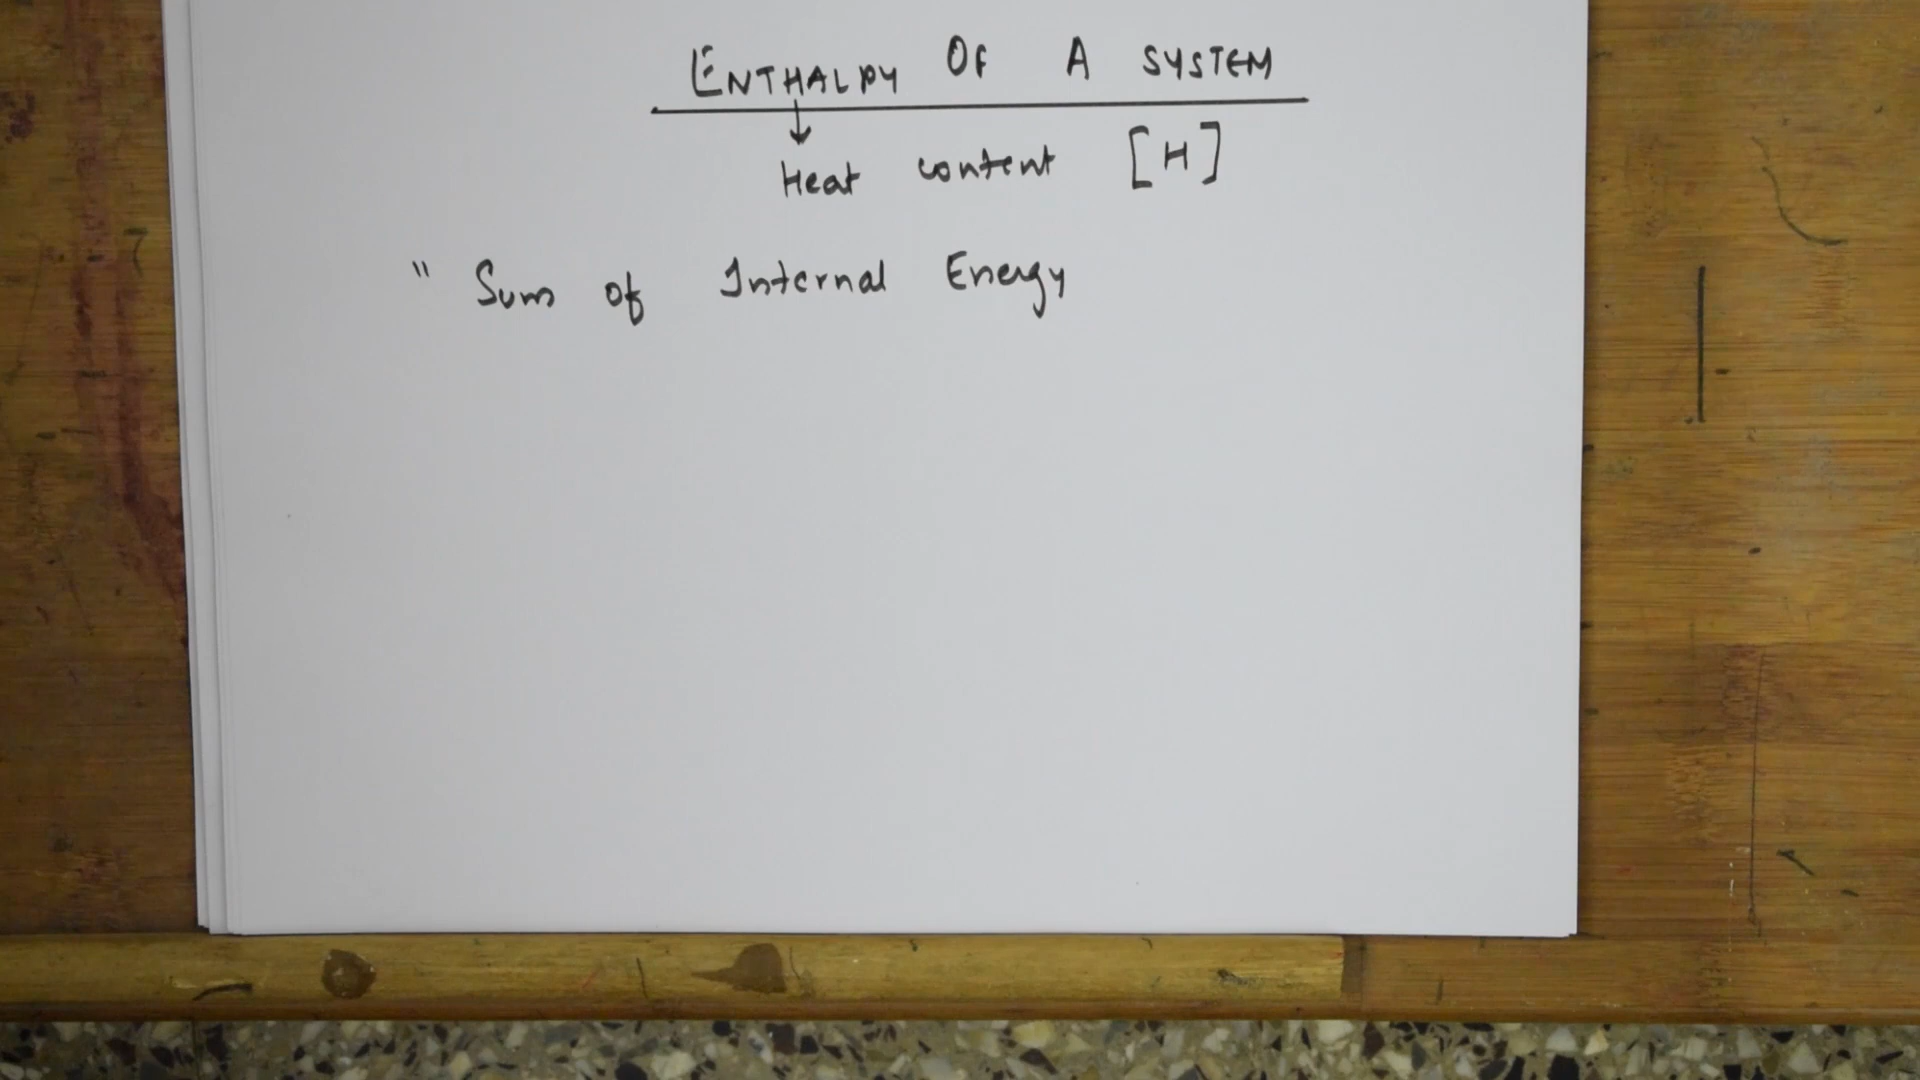 ENTHALPY OF A SYSTEM
↓
Heat content [H]
" Sum of Internal Energy